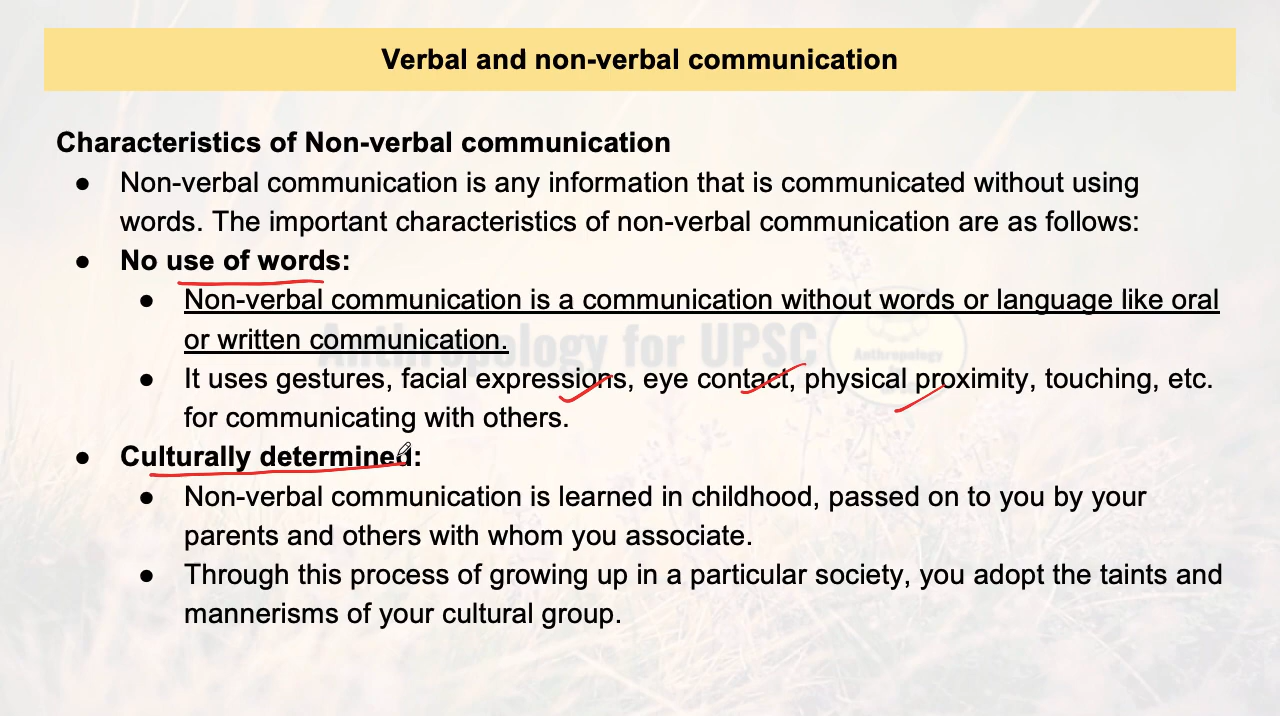 Verbal and non-verbal communication
Characteristics of Non-verbal communication
● Non-verbal communication is any information that is communicated without using
words. The important characteristics of non-verbal communication are as follows:
● No use of words:
● Non-verbal communication is a communication without words or language like oral
or written communication.
● It uses gestures, facial expressions, eye contact, physical proximity, touching, etc.
for communicating with others.
● Culturally determined:
● Non-verbal communication is learned in childhood, passed on to you by your
parents and others with whom you associate.
● Through this process of growing up in a particular society, you adopt the taints and
mannerisms of your cultural group.
Anthropology for UPSC
Anthropology